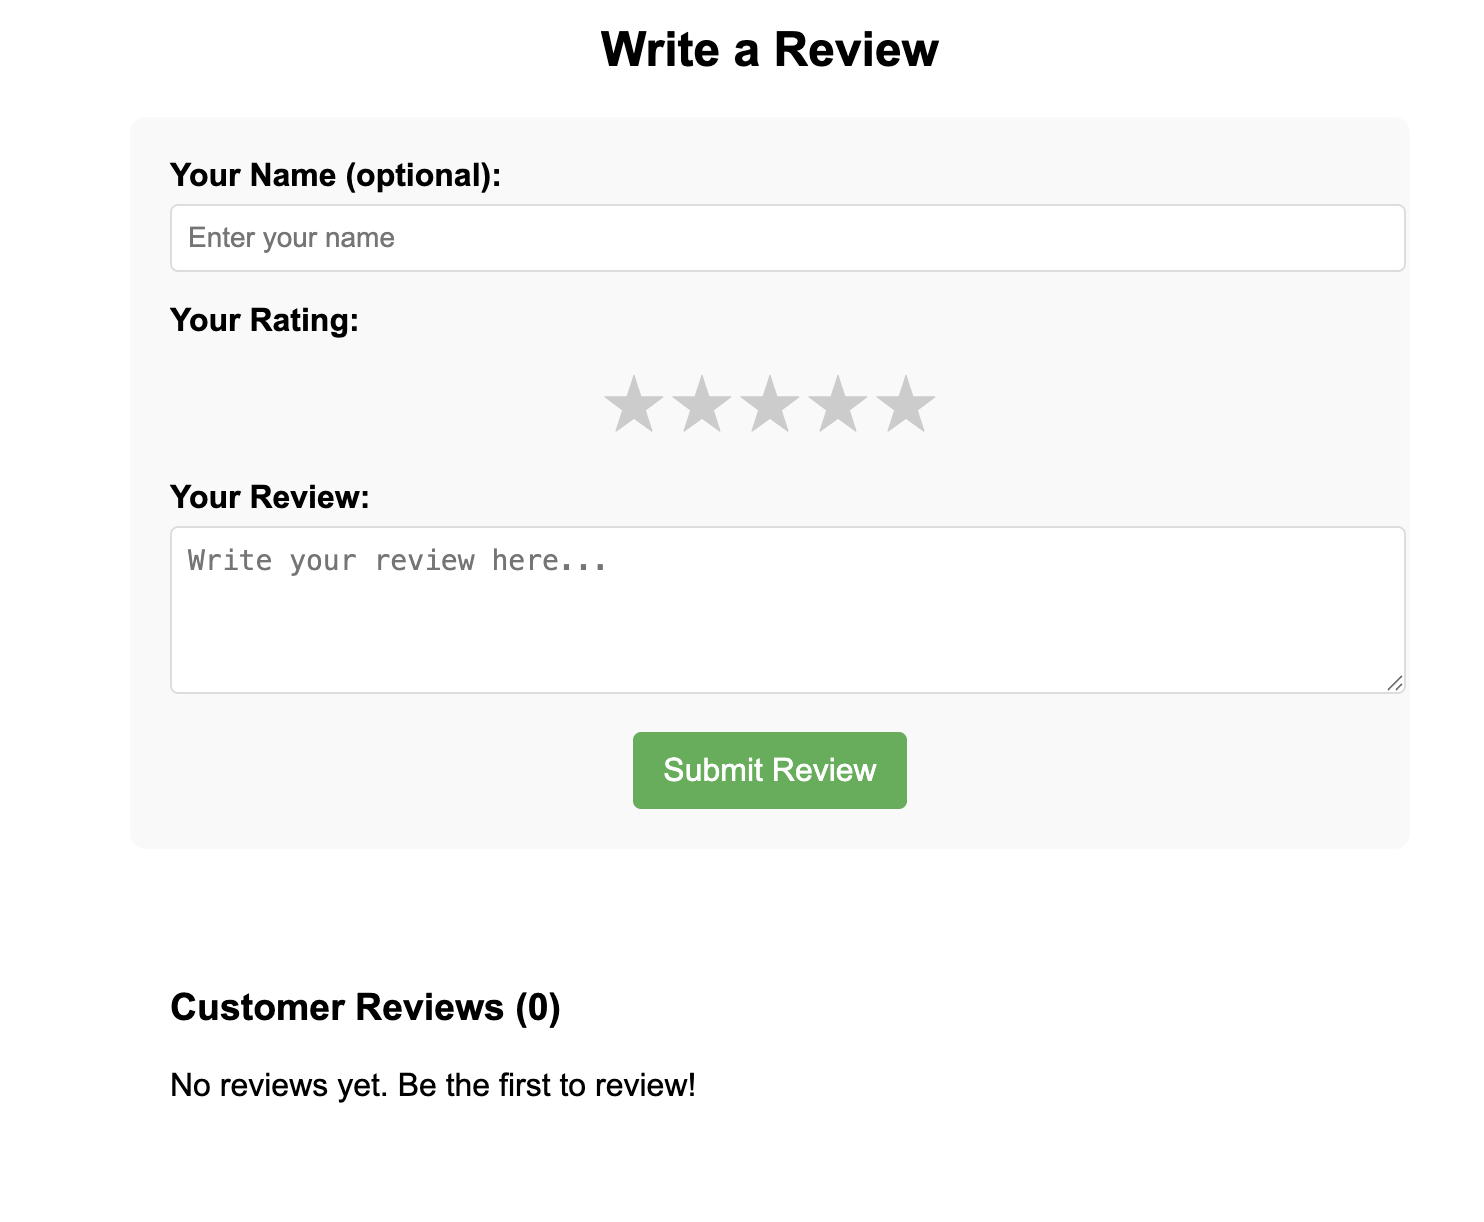 Write a Review
Your Name (optional):
Enter your name
Your Rating:
Your Review:
Write your review here...
Submit Review
Customer Reviews (0)
No reviews yet. Be the first to review!